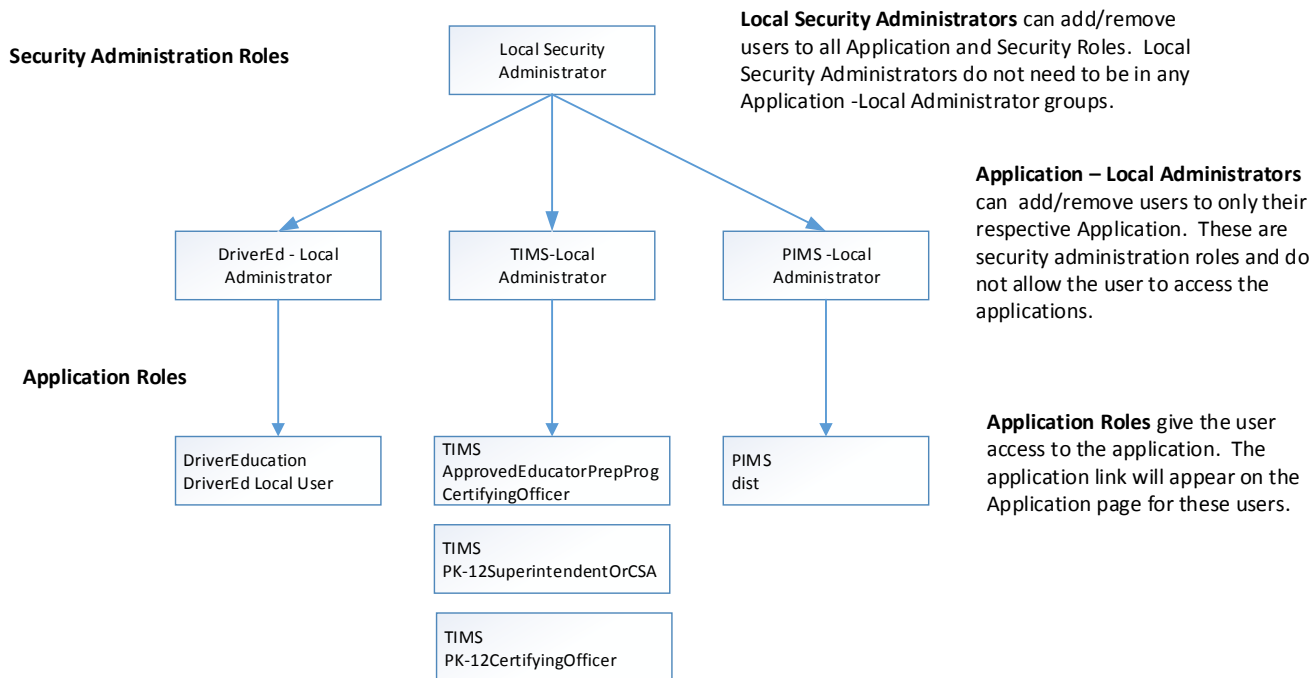 Security Administration Roles
Local Security
Administrator
Local Security Administrators can add/remove
users to all Application and Security Roles.  Local
Security Administrators do not need to be in any
Application -Local Administrator groups.
DriverEd - Local
Administrator
TIMS-Local
Administrator
PIMS -Local
Administrator
Application – Local Administrators
can  add/remove users to only their
respective Application.  These are
security administration roles and do
not allow the user to access the
applications.
Application Roles
DriverEducation
DriverEd Local User
TIMS
ApprovedEducatorPrepProg
CertifyingOfficer
PIMS
dist
Application Roles give the user
access to the application.  The
application link will appear on the
Application page for these users.
TIMS
PK-12SuperintendentOrCSA
TIMS
PK-12CertifyingOfficer